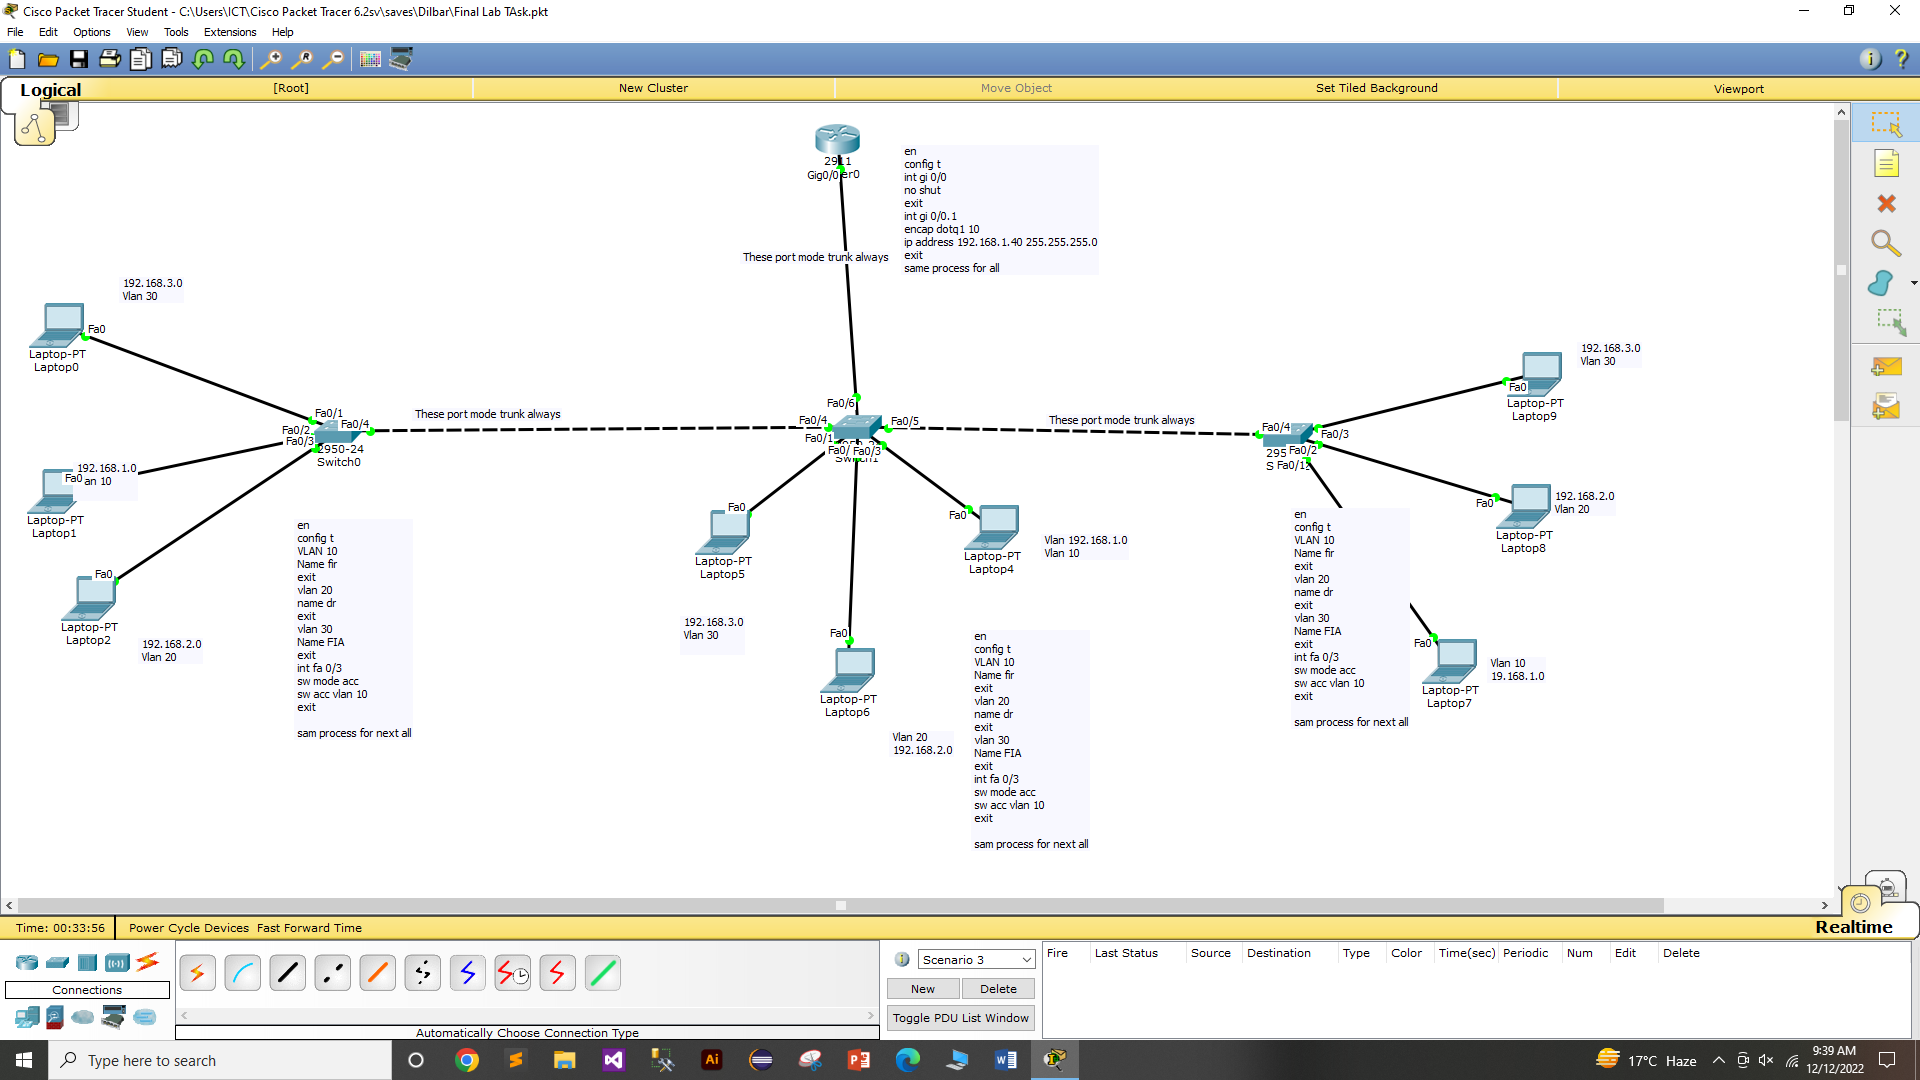 Cisco Packet Tracer Student - C:\Users\ICT\Cisco Packet Tracer 6.2sv\saves\Dilbar\Final Lab TAsk.pkt
File Edit Options View Tools Extensions Help
Logical [Root] New Cluster Move Object Set Tiled Background Viewport
2911
Gig0/0 er0
en
config t
int gi 0/0
no shut
exit
int gi 0/0.1
encap dotq1 10
ip address 192.168.1.40 255.255.255.0
exit
same process for all
These port mode trunk always
192.168.3.0
Vlan 30
Fa0
Laptop-PT
Laptop0
Fa0/1
Fa0/2
Fa0/4
Fa0/3
2950-24
Switch0
These port mode trunk always
192.168.1.0
an 10
Fa0
Laptop-PT
Laptop1
Fa0
Laptop-PT
Laptop2
192.168.2.0
Vlan 20
en
config t
VLAN 10
Name fir
exit
vlan 20
name dr
exit
vlan 30
Name FIA
exit
int fa 0/3
sw mode acc
sw acc vlan 10
exit
sam process for next all
Fa0/6
Fa0/4
Fa0/5
Fa0/1
Fa0/
Fa0/3
Switch1
These port mode trunk always
Fa0
Laptop-PT
Laptop5
192.168.3.0
Vlan 30
Fa0
Laptop-PT
Laptop4
Vlan 192.168.1.0
Vlan 10
Fa0
Laptop-PT
Laptop6
Vlan 20
192.168.2.0
en
config t
VLAN 10
Name fir
exit
vlan 20
name dr
exit
vlan 30
Name FIA
exit
int fa 0/3
sw mode acc
sw acc vlan 10
exit
sam process for next all
Fa0/4
Fa0/3
295
Fa0/2
S
Fa0/1
192.168.3.0
Vlan 30
Fa0
Laptop-PT
Laptop9
192.168.2.0
Vlan 20
Fa0
Laptop-PT
Laptop8
en
config t
VLAN 10
Name fir
exit
vlan 20
name dr
exit
vlan 30
Name FIA
exit
int fa 0/3
sw mode acc
sw acc vlan 10
exit
sam process for next all
Fa0
Laptop-PT
Laptop7
Vlan 10
19.168.1.0
Time: 00:33:56 Power Cycle Devices Fast Forward Time Realtime
Connections
Automatically Choose Connection Type
Scenario 3
New Delete
Toggle PDU List Window
Fire Last Status Source Destination Type Color Time(sec) Periodic Num Edit Delete
Type here to search
17°C Haze
9:39 AM
12/12/2022